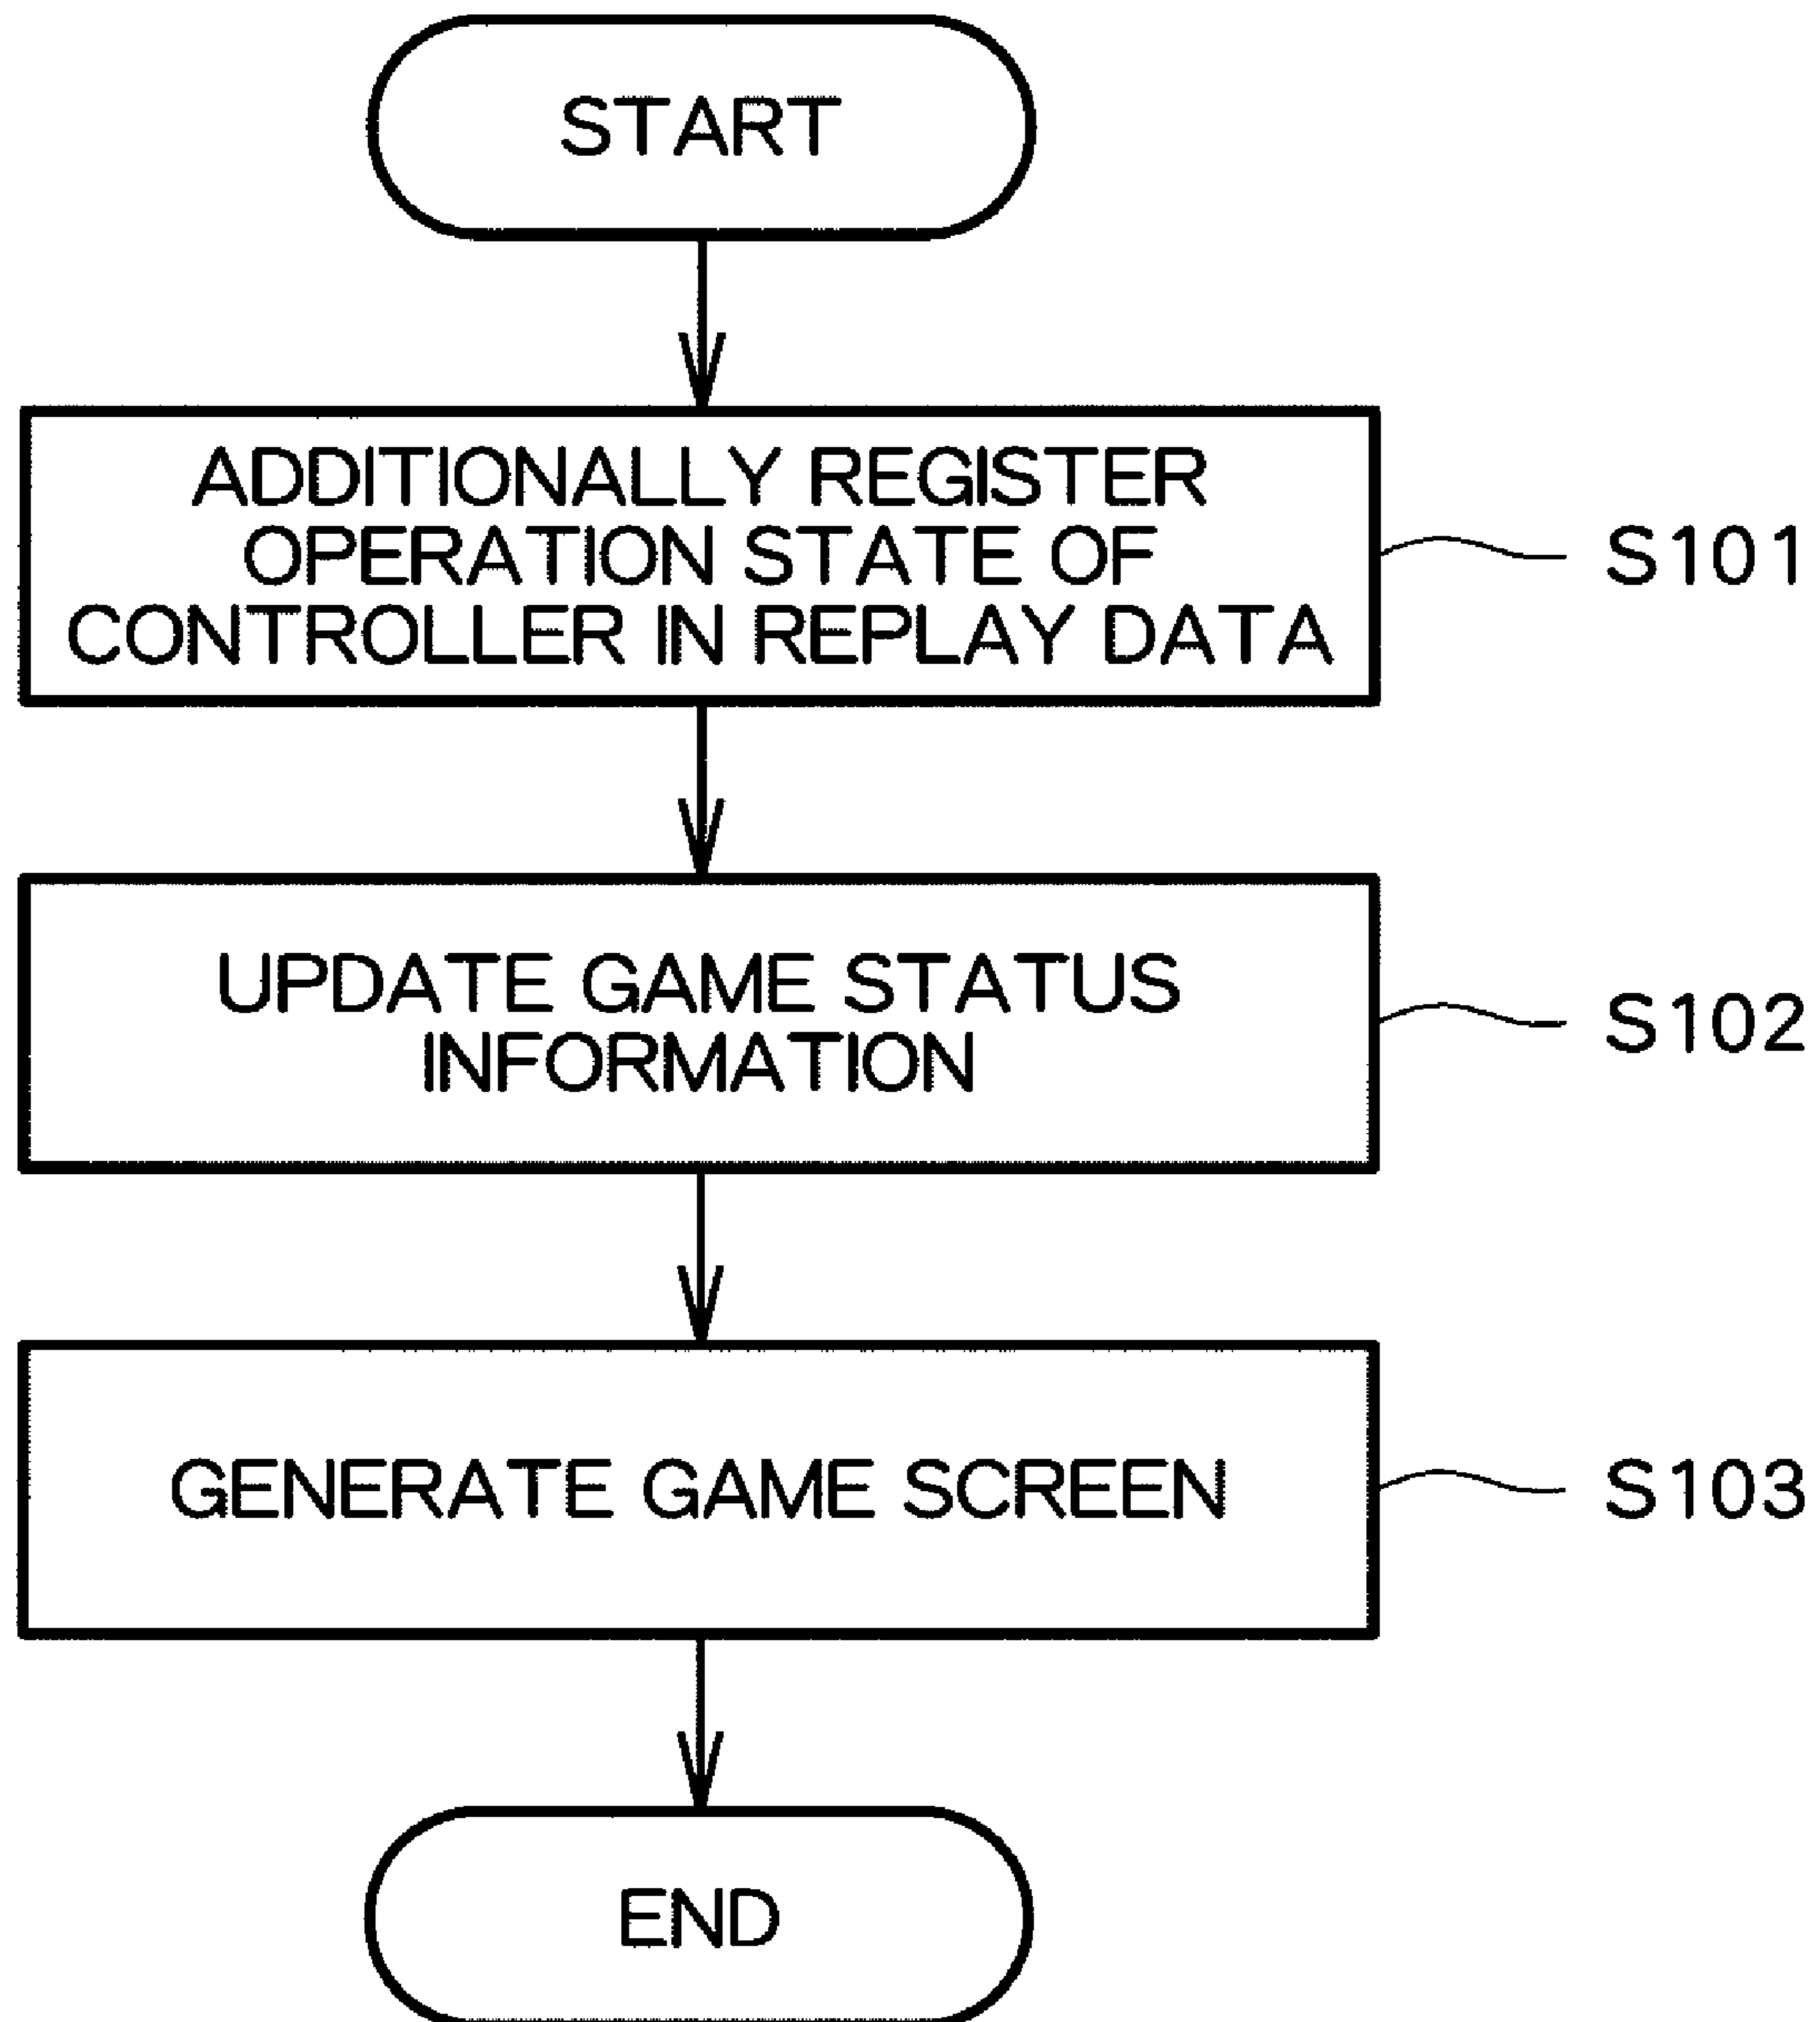 START
ADDITIONALLY REGISTER
OPERATION STATE OF
CONTROLLER IN REPLAY DATA
S101
UPDATE GAME STATUS
INFORMATION
S102
GENERATE GAME SCREEN
S103
END